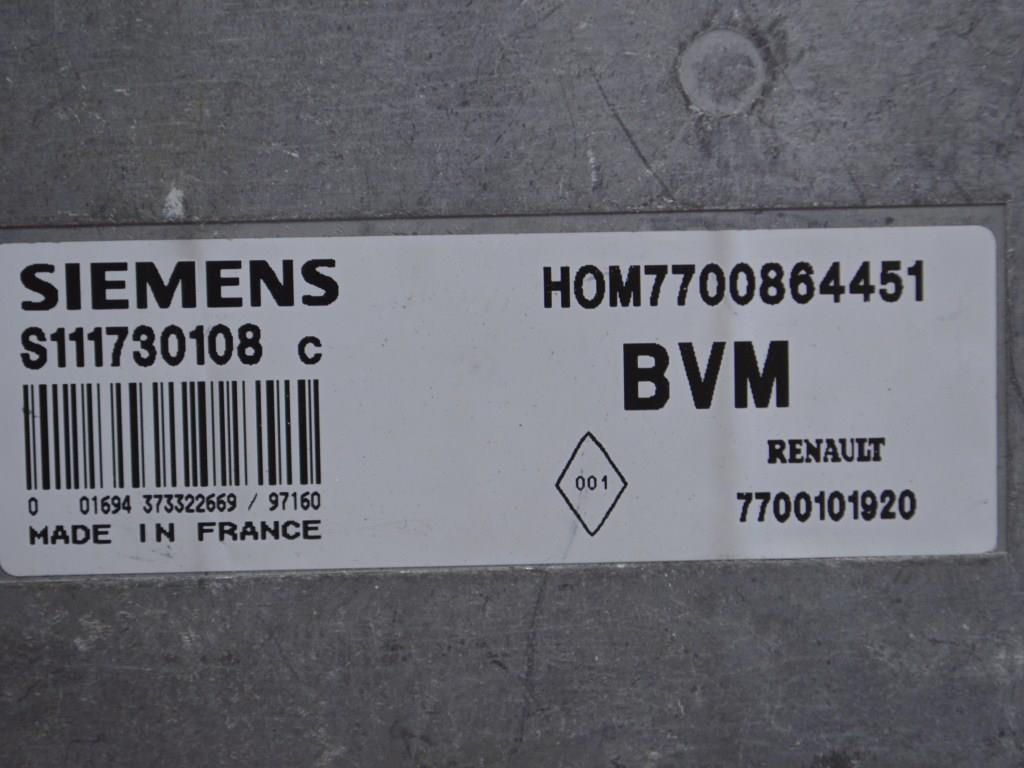 SIEMENS
S111730108 C
0 01694 373322669 / 97160
MADE IN FRANCE
HOM7700864451
BVM
RENAULT
001
7700101920